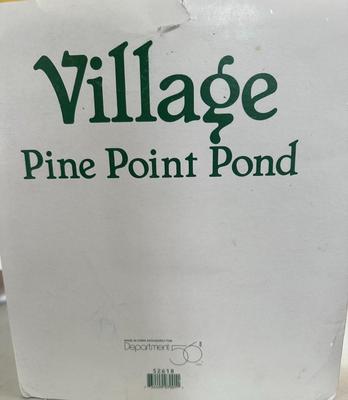 Village
Pine Point Pond
Department 56
52618